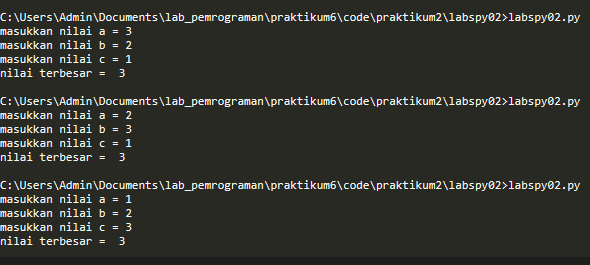 C:\Users\Admin\Documents\lab_pemrograman\praktikum6\code\praktikum2\labspy02>labspy02.py
masukkan nilai a = 3
masukkan nilai b = 2
masukkan nilai c = 1
nilai terbesar =  3
C:\Users\Admin\Documents\lab_pemrograman\praktikum6\code\praktikum2\labspy02>labspy02.py
masukkan nilai a = 2
masukkan nilai b = 3
masukkan nilai c = 1
nilai terbesar =  3
C:\Users\Admin\Documents\lab_pemrograman\praktikum6\code\praktikum2\labspy02>labspy02.py
masukkan nilai a = 1
masukkan nilai b = 2
masukkan nilai c = 3
nilai terbesar =  3